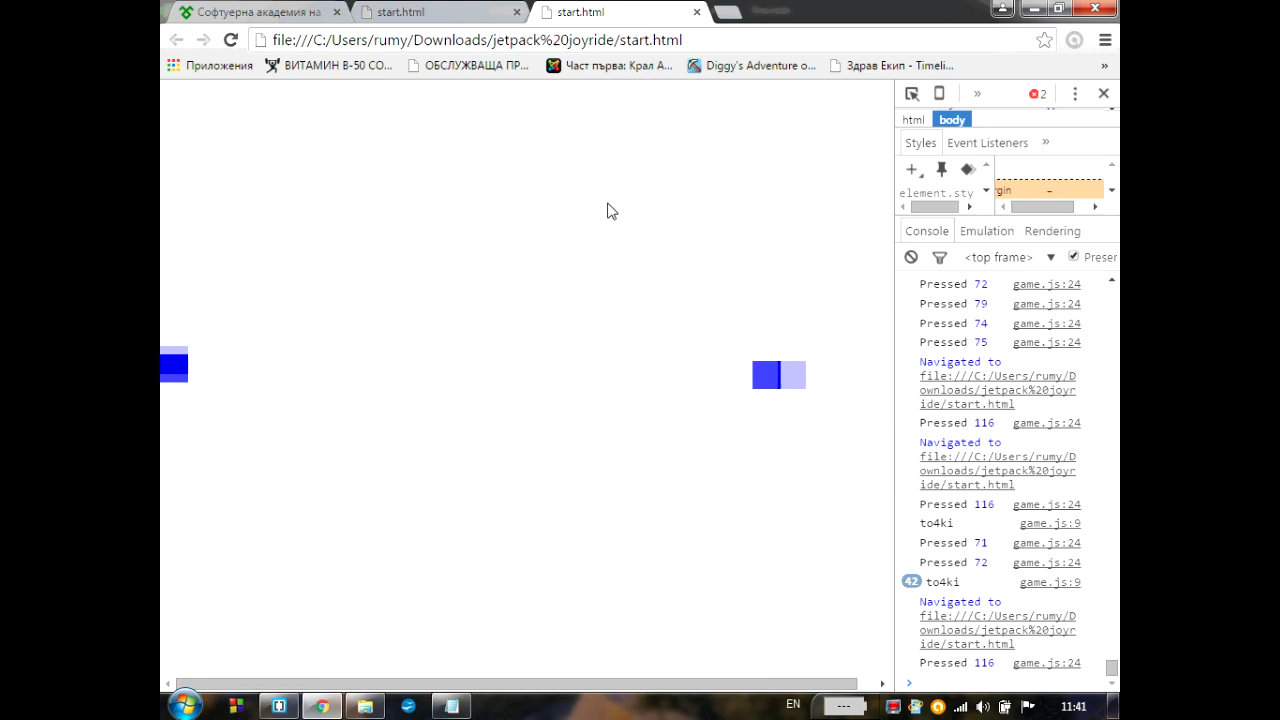 Софтуерна академия на
start.html
start.html
file:///C:/Users/rumy/Downloads/jetpack%20joyride/start.html
Приложения
ВИТАМИН B-50 CO...
ОБСЛУЖВАЩА ПР...
Част първа: Крал А...
Diggy's Adventure o...
Здрав Екип - Timeli...
»
» 2
html body
Styles Event Listeners »
element.sty
rgin –
Console Emulation Rendering
<top frame> ▼ Preser
Pressed 72 game.js:24
Pressed 79 game.js:24
Pressed 74 game.js:24
Pressed 75 game.js:24
Navigated to
file:///C:/Users/rumy/D
ownloads/jetpack%20joyr
ide/start.html
Pressed 116 game.js:24
Navigated to
file:///C:/Users/rumy/D
ownloads/jetpack%20joyr
ide/start.html
Pressed 116 game.js:24
to4ki game.js:9
Pressed 71 game.js:24
Pressed 72 game.js:24
42 to4ki game.js:9
Navigated to
file:///C:/Users/rumy/D
ownloads/jetpack%20joyr
ide/start.html
Pressed 116 game.js:24
>
EN --- 11:41